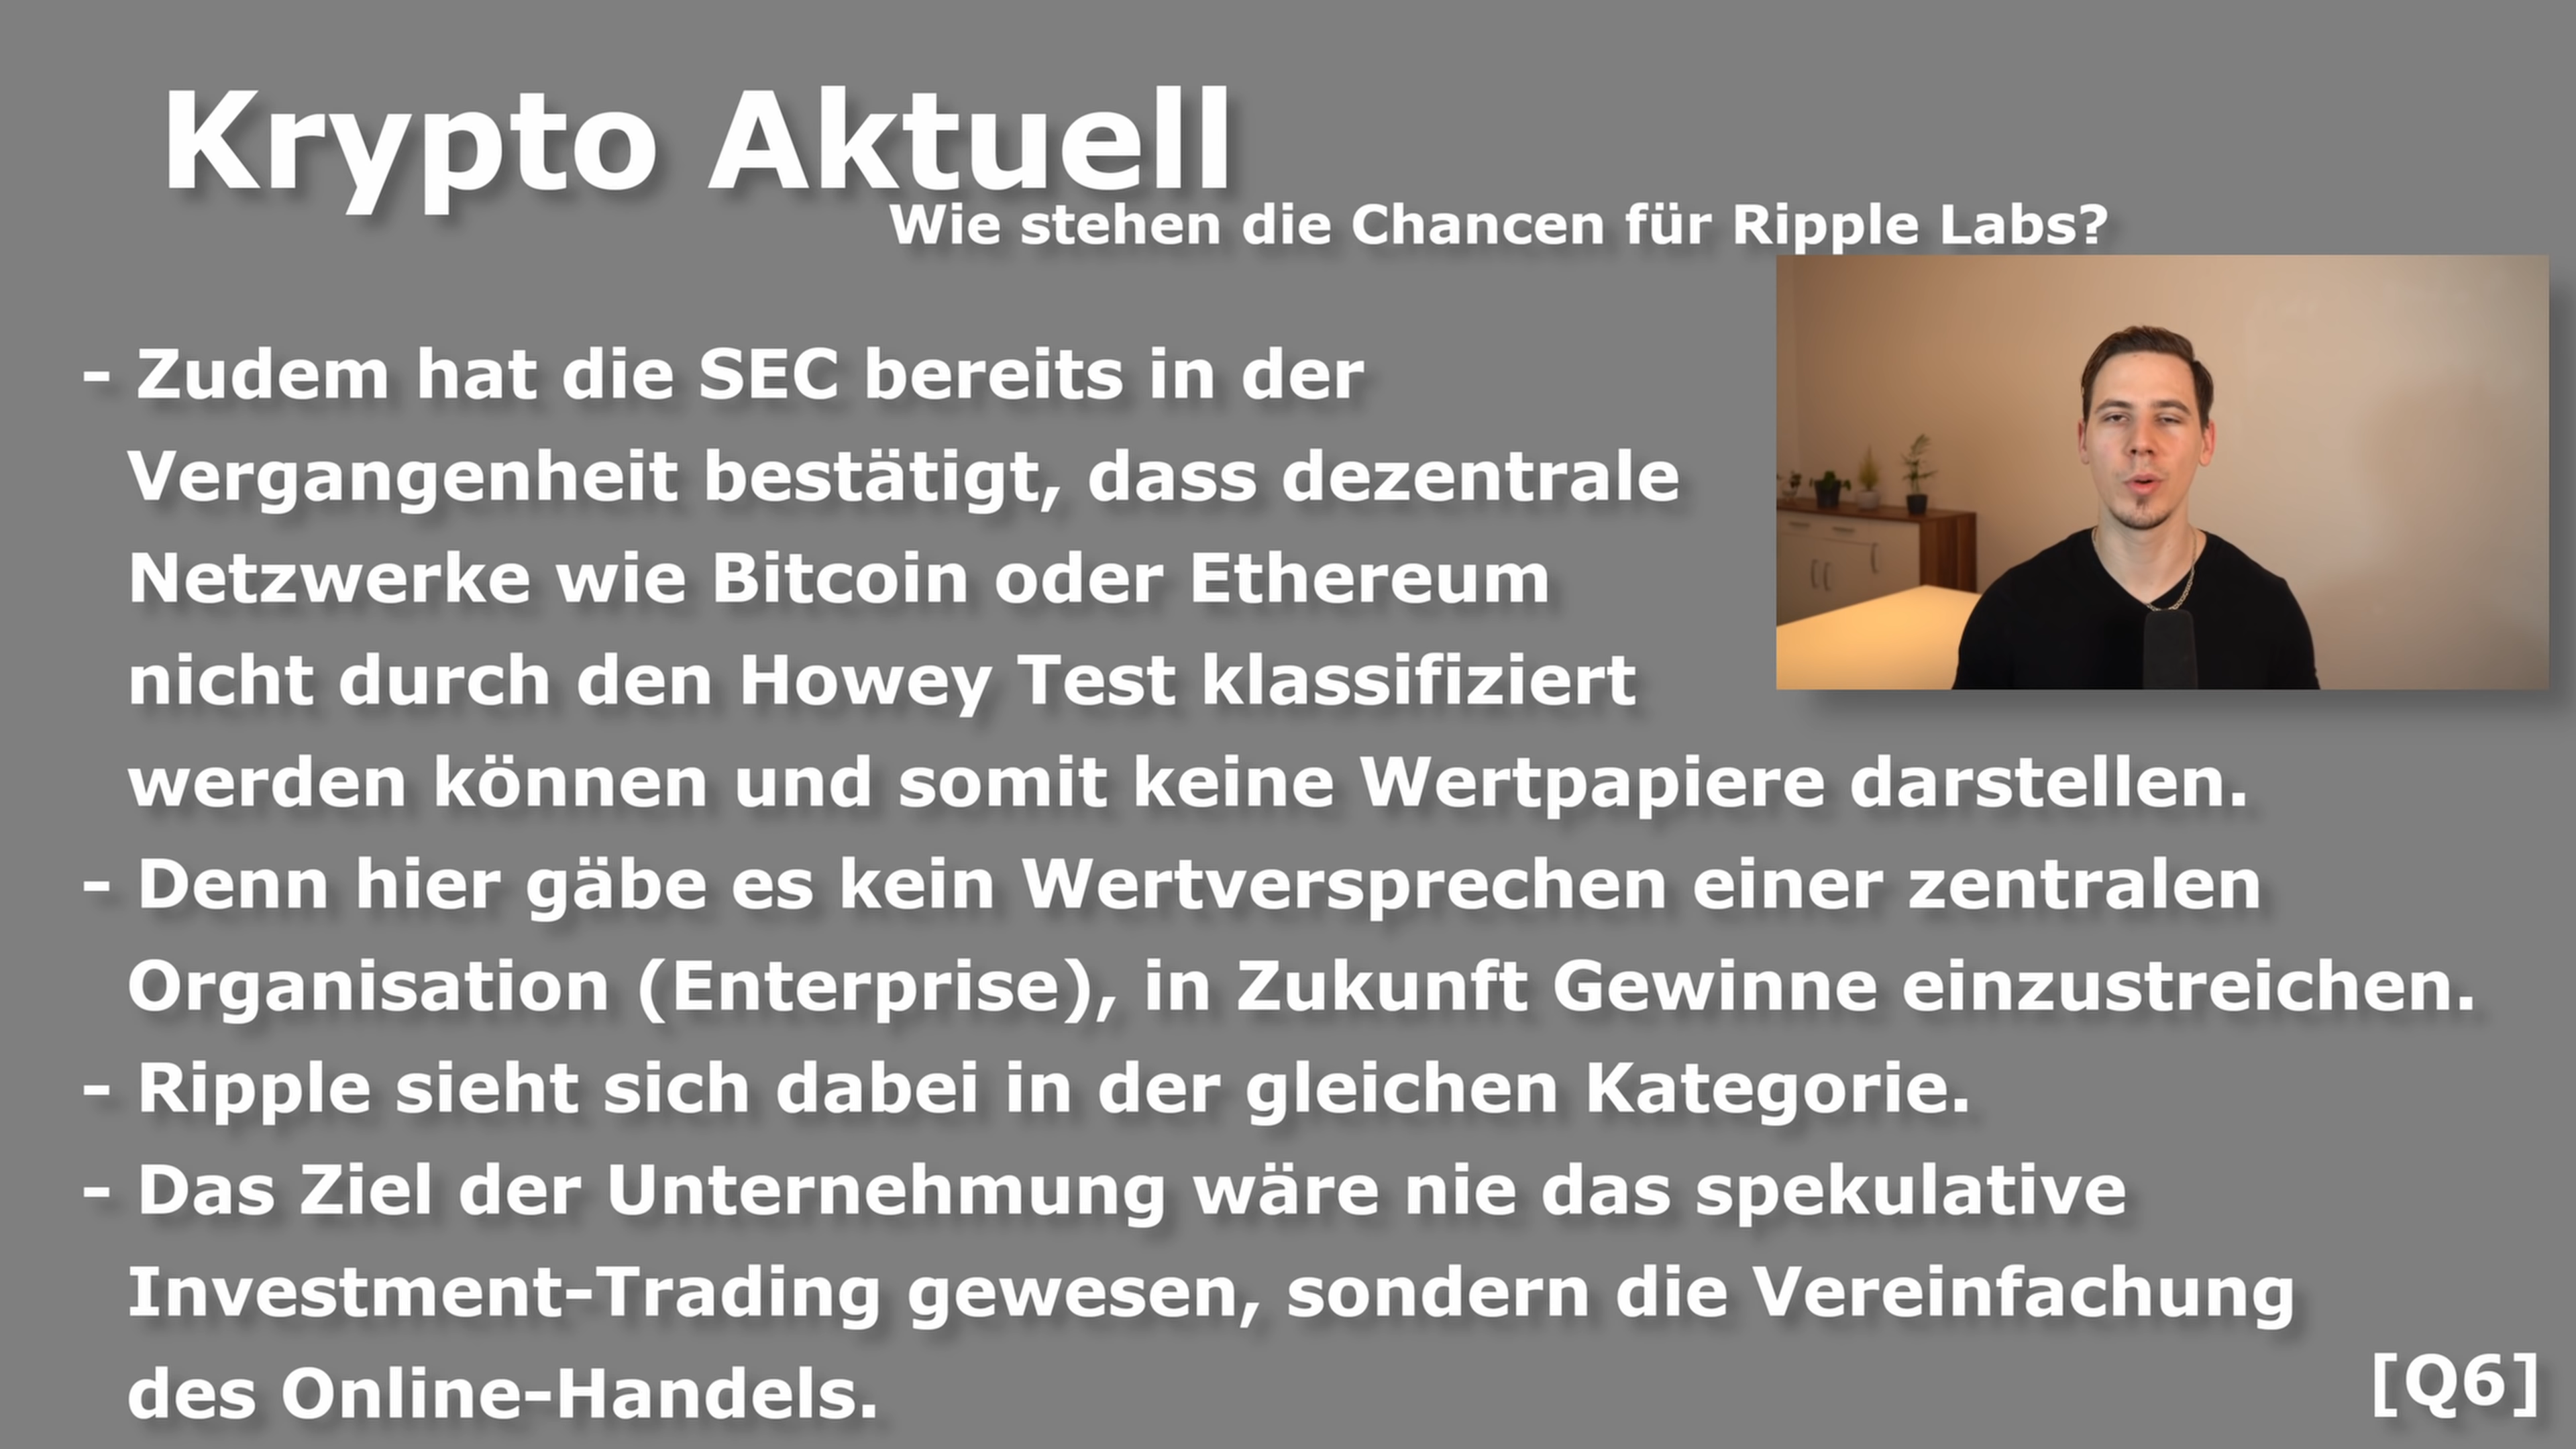 Krypto Aktuell
Wie stehen die Chancen für Ripple Labs?
- Zudem hat die SEC bereits in der
Vergangenheit bestätigt, dass dezentrale
Netzwerke wie Bitcoin oder Ethereum
nicht durch den Howey Test klassifiziert
werden können und somit keine Wertpapiere darstellen.
- Denn hier gäbe es kein Wertversprechen einer zentralen
Organisation (Enterprise), in Zukunft Gewinne einzustreichen.
- Ripple sieht sich dabei in der gleichen Kategorie.
- Das Ziel der Unternehmung wäre nie das spekulative
Investment-Trading gewesen, sondern die Vereinfachung
des Online-Handels.
[Q6]